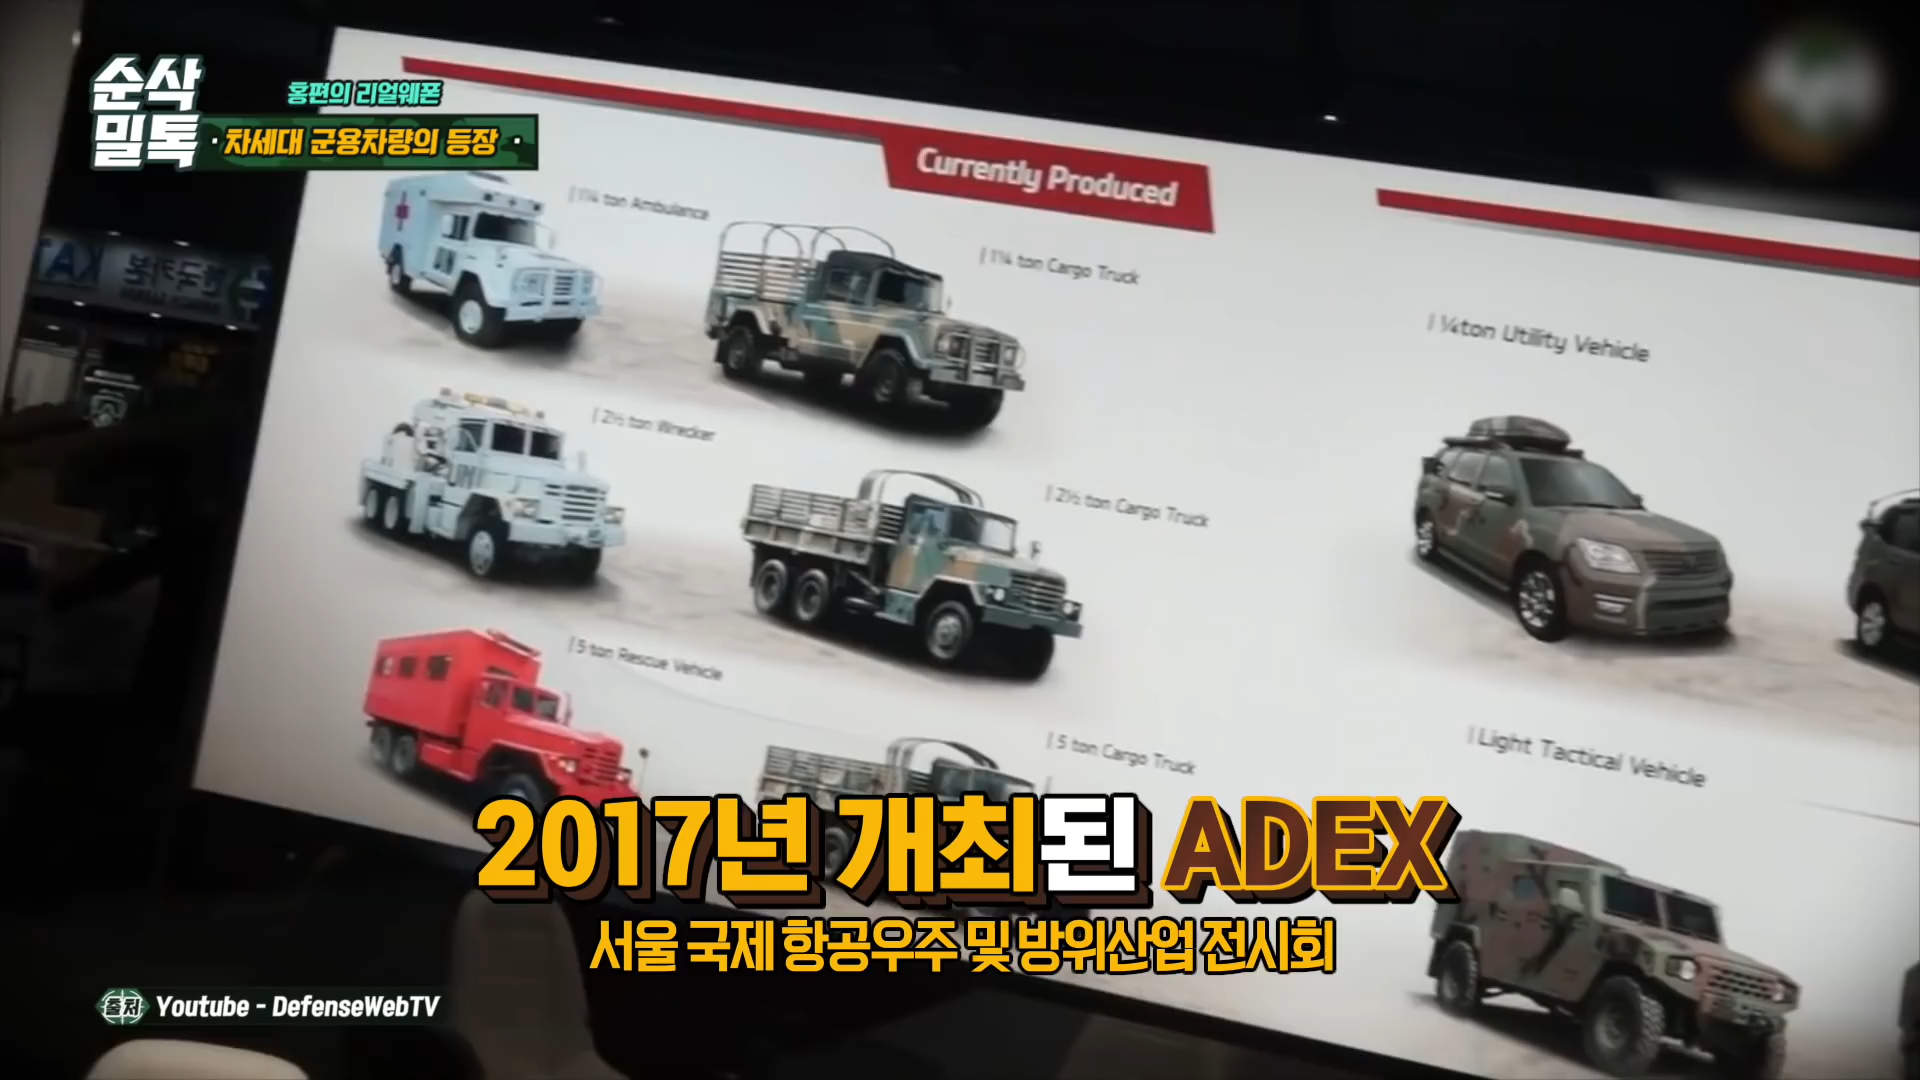 순삭
밀톡
홍편의 리얼웨폰
· 차세대 군용차량의 등장 ·
Currently Produced
| 1¼ ton Ambulance
| 1¼ ton Cargo Truck
| ¼ton Utility Vehicle
| 2½ ton Wrecker
| 2½ ton Cargo Truck
| 5 ton Rescue Vehicle
| 5 ton Cargo Truck
| Light Tactical Vehicle
2017년 개최된 ADEX
서울 국제 항공우주 및 방위산업 전시회
출처 Youtube - DefenseWebTV